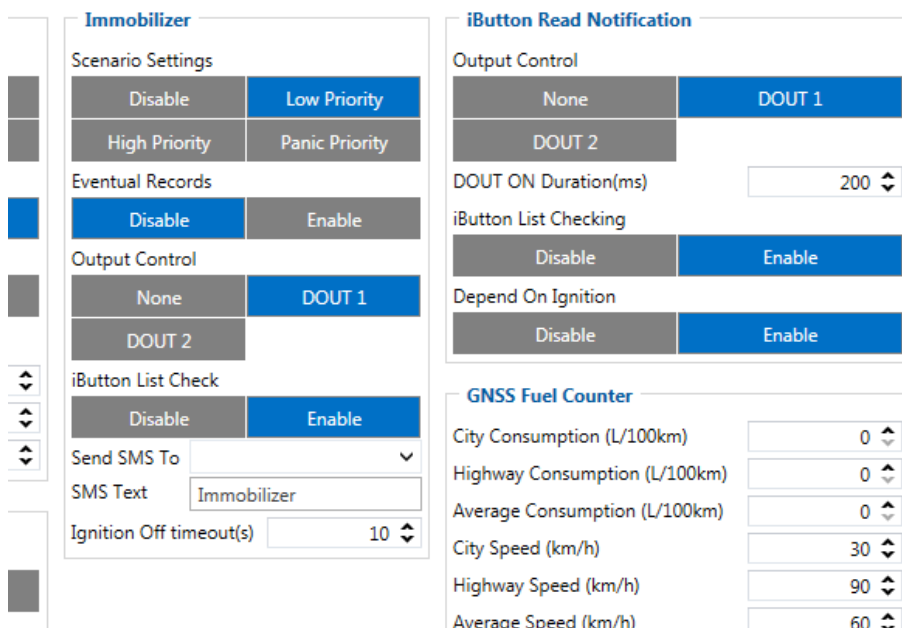 Immobilizer
Scenario Settings
Disable Low Priority
High Priority Panic Priority
Eventual Records
Disable Enable
Output Control
None DOUT 1
DOUT 2
iButton List Check
Disable Enable
Send SMS To
SMS Text Immobilizer
Ignition Off timeout(s) 10
iButton Read Notification
Output Control
None DOUT 1
DOUT 2
DOUT ON Duration(ms) 200
iButton List Checking
Disable Enable
Depend On Ignition
Disable Enable
GNSS Fuel Counter
City Consumption (L/100km) 0
Highway Consumption (L/100km) 0
Average Consumption (L/100km) 0
City Speed (km/h) 30
Highway Speed (km/h) 90
Average Speed (km/h) 60